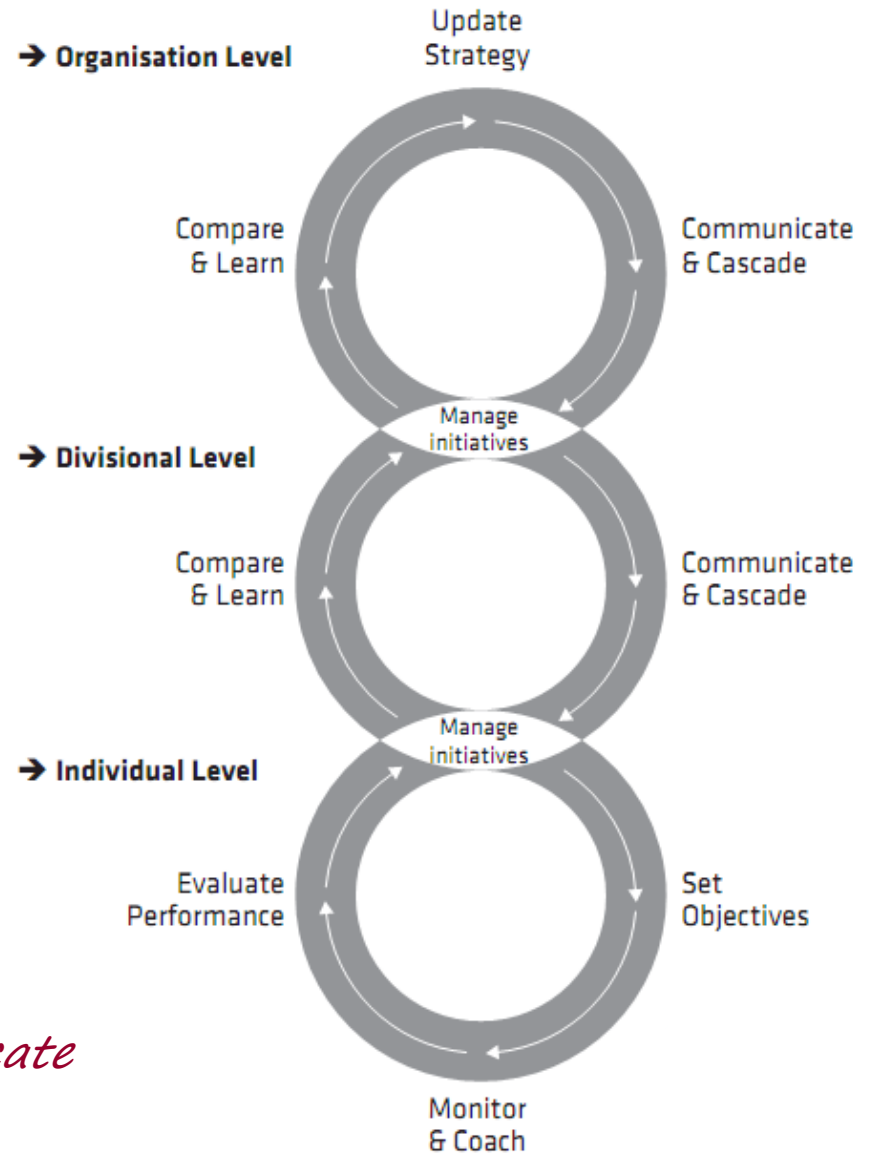 Update
Strategy
→ Organisation Level
Compare
& Learn
Communicate
& Cascade
Manage
initiatives
→ Divisional Level
Compare
& Learn
Communicate
& Cascade
Manage
initiatives
→ Individual Level
Evaluate
Performance
Set
Objectives
Monitor
& Coach